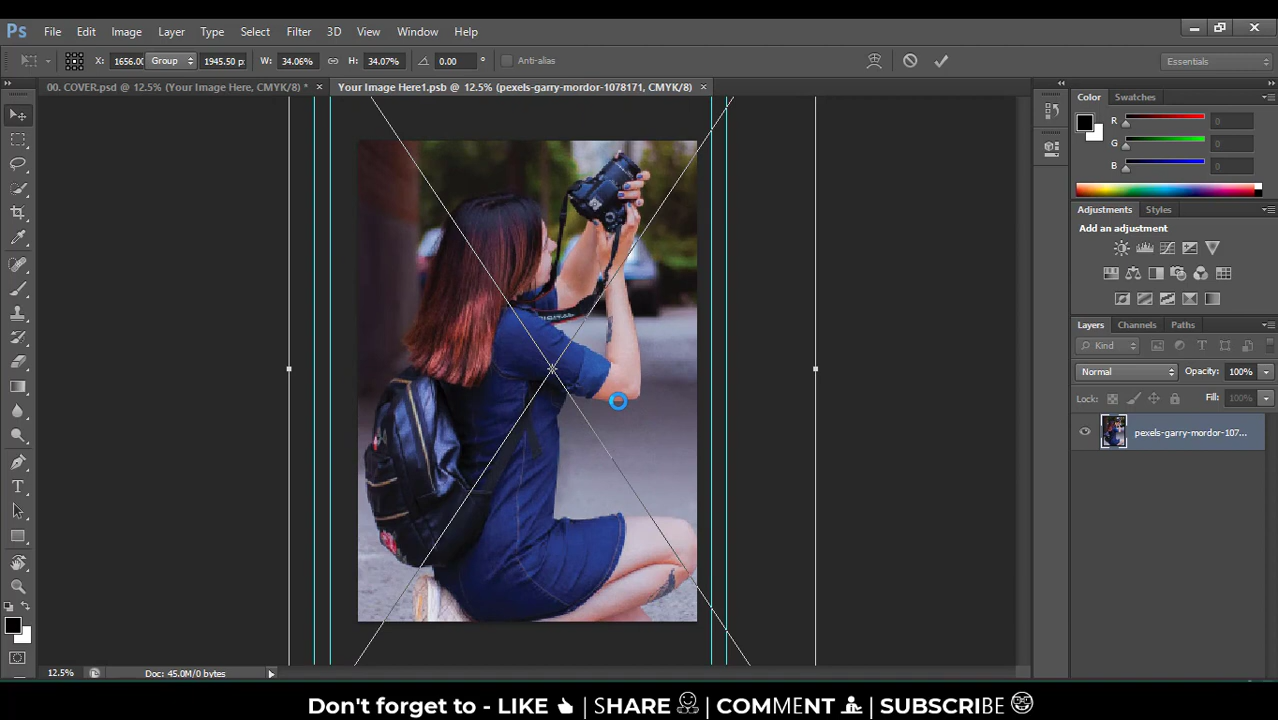 Ps File Edit Image Layer Type Select Filter 3D View Window Help
X: 1656.00 Group 1945.50 p W: 34.06% H: 34.07% 0.00 ° Anti-alias Essentials
00. COVER.psd @ 12.5% (Your Image Here, CMYK/8) * × Your Image Here1.psb @ 12.5% (pexels-garry-mordor-1078171, CMYK/8) ×
Color Swatches
R 0
G 0
B 0
Adjustments Styles
Add an adjustment
Layers Channels Paths
Kind
Normal Opacity: 100%
Lock: Fill: 100%
pexels-garry-mordor-107...
12.5% Doc: 45.0M/0 bytes
Don't forget to - LIKE | SHARE | COMMENT | SUBSCRIBE